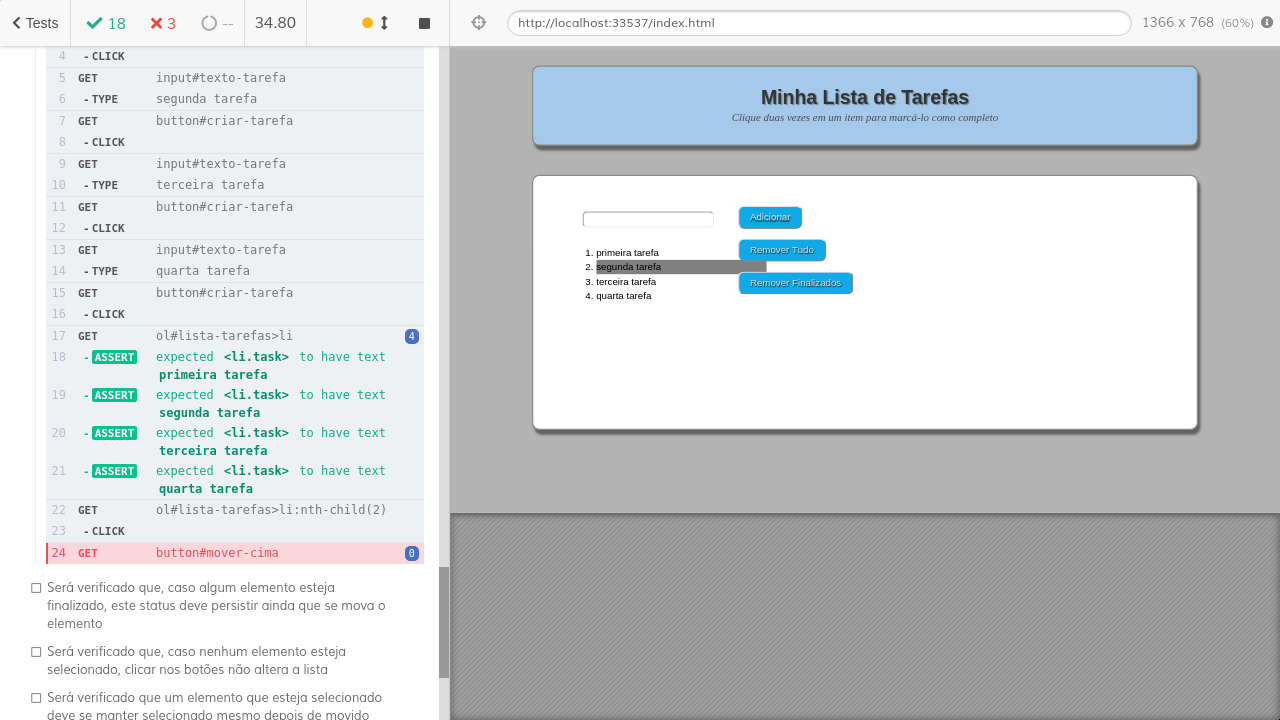 Tests 18 3 -- 34.80
http://localhost:33537/index.html 1366 x 768 (60%)
4 - CLICK
5 GET input#texto-tarefa
6 - TYPE segunda tarefa
7 GET button#criar-tarefa
8 - CLICK
9 GET input#texto-tarefa
10 - TYPE terceira tarefa
11 GET button#criar-tarefa
12 - CLICK
13 GET input#texto-tarefa
14 - TYPE quarta tarefa
15 GET button#criar-tarefa
16 - CLICK
17 GET ol#lista-tarefas>li 4
18 - ASSERT expected <li.task> to have text
primeira tarefa
19 - ASSERT expected <li.task> to have text
segunda tarefa
20 - ASSERT expected <li.task> to have text
terceira tarefa
21 - ASSERT expected <li.task> to have text
quarta tarefa
22 GET ol#lista-tarefas>li:nth-child(2)
23 - CLICK
24 GET button#mover-cima 0
Será verificado que, caso algum elemento esteja
finalizado, este status deve persistir ainda que se mova o
elemento
Será verificado que, caso nenhum elemento esteja
selecionado, clicar nos botões não altera a lista
Será verificado que um elemento que esteja selecionado
deve se manter selecionado mesmo depois de movido
Minha Lista de Tarefas
Clique duas vezes em um item para marcá-lo como completo
Adicionar
Remover Tudo
Remover Finalizados
1. primeira tarefa
2. segunda tarefa
3. terceira tarefa
4. quarta tarefa